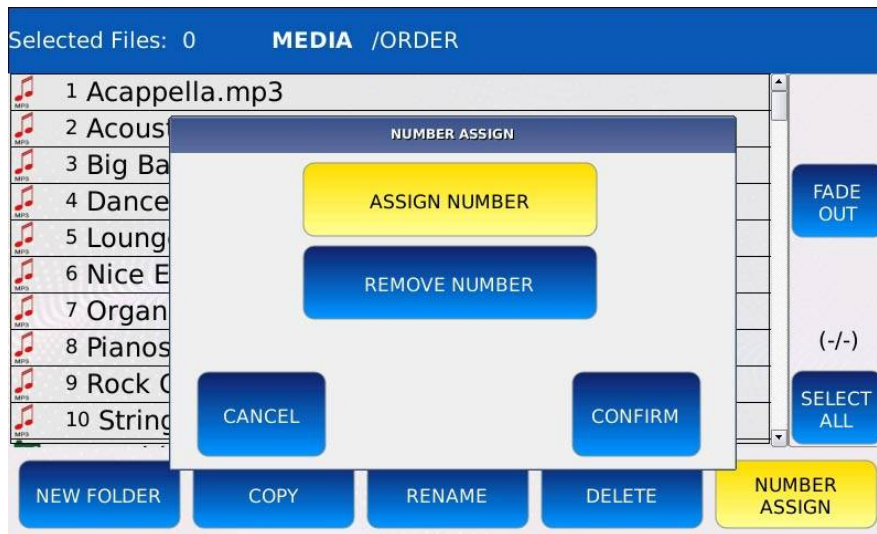 Selected Files: 0 MEDIA /ORDER
1 Acappella.mp3
2 Acoust
3 Big Ba
4 Dance
5 Loung
6 Nice E
7 Organ
8 Pianos
9 Rock
10 String
NUMBER ASSIGN
ASSIGN NUMBER
REMOVE NUMBER
CANCEL
CONFIRM
FADE
OUT
(-/-)
SELECT
ALL
NEW FOLDER
COPY
RENAME
DELETE
NUMBER
ASSIGN